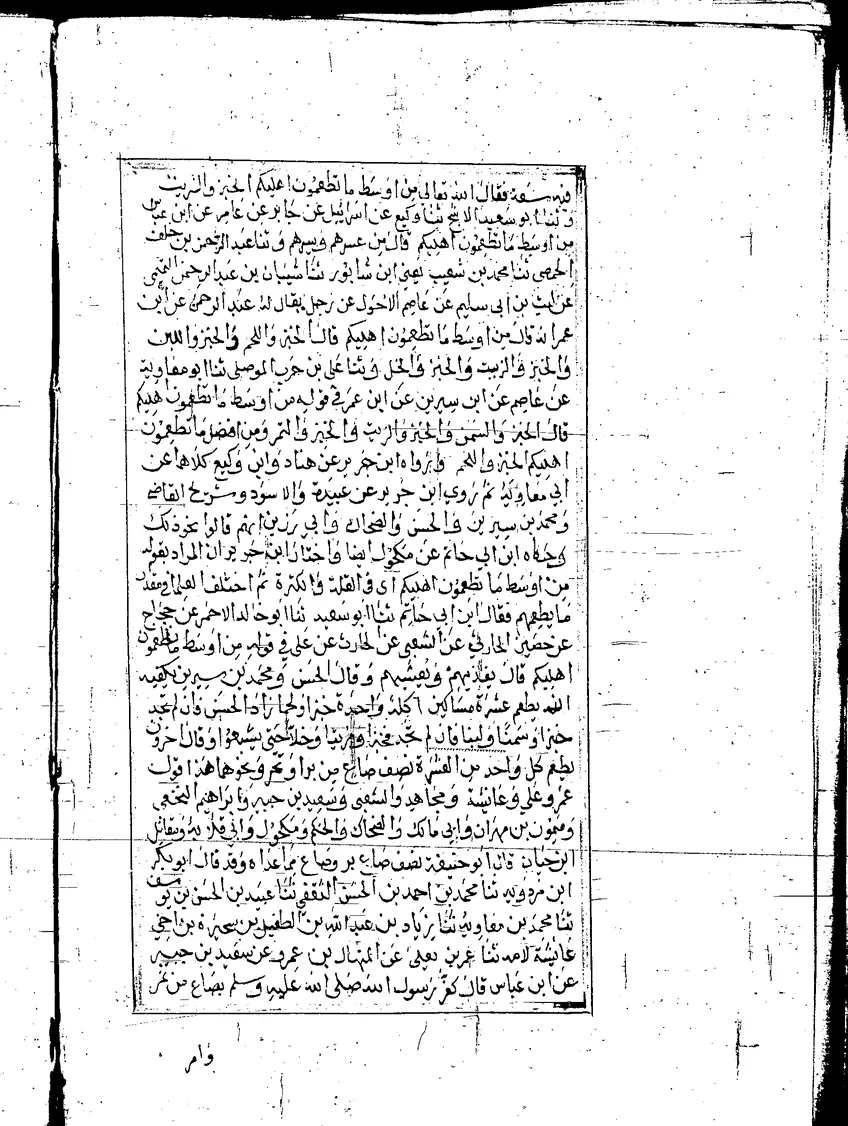 فيه سعة فقال الله تعالى من اوسط ما تطعمون اهليكم الخبز والزيت
وثنا ابو سعيد الاشج ثنا وكيع عن اسرائيل عن جابر عن عامر عن ابن عباس
من اوسط ما تطعمون اهليكم قال من عسرهم ويسرهم وثنا عبد الرحمن بن خلف
الحمصي ثنا محمد بن شعيب يعني ابن شابور ثنا شيبان بن عبد الرحمن التميمي
عن ليث بن ابي سليم عن عاصم الاحول عن رجل يقال له عبد الرحمن عن ابن
عمر انه قال من اوسط ما تطعمون اهليكم قال الخبز واللحم والخبز واللبن
والخبز والزيت والخبز والخل وثنا علي بن حرب الموصلي ثنا ابو معاوية
عن عاصم عن ابن سيرين عن ابن عمر في قوله من اوسط ما تطعمون اهليكم
قال الخبز والسمن والخبز والزيت والخبز والتمر ومن افضل ما تطعمون
اهليكم الخبز واللحم ورواه ابن جرير عن هناد وابن وكيع كلاهما عن
ابي معاوية ثم روى ابن جرير عن عبيدة والاسود وشريح القاضي
ومحمد بن سيرين والحسن والضحاك وابي رزين انهم قالوا نحو ذلك
وحكاه ابن ابي حاتم عن مكحول ايضا واختار ابن جرير ان المراد بقوله
من اوسط ما تطعمون اهليكم اي في القلة والكثرة ثم اختلف العلما في مقدار
ما يطعمهم فقال ابن ابي حاتم ثنا ابو سعيد ثنا ابو خالد الاحمر عن حجاج
عن حصين الحارثي عن الشعبي عن الحارث عن علي في قوله من اوسط ما تطعمون
اهليكم قال يغذيهم ويعشيهم وقال الحسن ومحمد بن سيرين يكفيه
ان يطعم عشرة مساكين اكلة واحدة خبزا ولحما زاد الحسن فان لم يجد
خبزا وسمنا ولبنا فان لم يجد فخبزا وزيتا وخلا حتى يشبعوا وقال اخرون
يطعم كل واحد من العشرة نصف صاع من بر او تمر ونحوهما هذا قول
عمر وعلي وعائشة ومجاهد والشعبي وسعيد بن جبير وابراهيم النخعي
وميمون بن مهران وابي مالك والضحاك والحكم ومكحول وابي قلابة ومقاتل
ابن حيان قال ابو حنيفة نصف صاع بر وصاع مما عداه وقد قال ابو بكر
ابن مردويه ثنا محمد بن احمد بن الحسن الثقفي ثنا عبيد بن الحسن بن يوسف
ثنا محمد بن معاوية ثنا زياد بن عبد الله بن الطفيل بن سخبرة بن اخي
عائشة لامه ثنا عمر بن يعلى عن المنهال بن عمرو عن سعيد بن جبير
عن ابن عباس قال كفر رسول الله صلى الله عليه وسلم بصاع من تمر
وامر